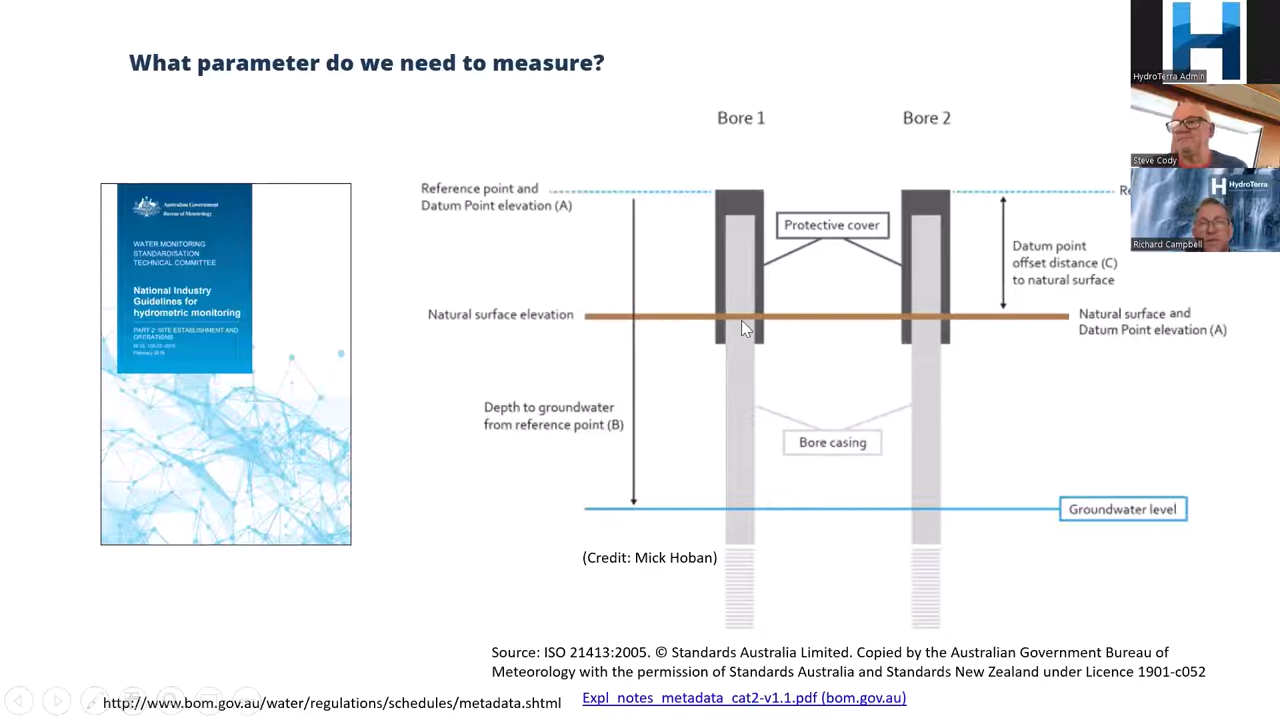 What parameter do we need to measure?
Bore 1
Bore 2
HydroTerra Admin
Steve Cody
HydroTerra
Richard Campbell
Reference point and
Datum Point elevation (A)
Re
Protective cover
Datum point
offset distance (C)
to natural surface
Natural surface elevation
Natural surface and
Datum Point elevation (A)
Depth to groundwater
from reference point (B)
Bore casing
Groundwater level
(Credit: Mick Hoban)
Australian Government
Bureau of Meteorology
WATER MONITORING
STANDARDISATION
TECHNICAL COMMITTEE
National Industry
Guidelines for
hydrometric monitoring
PART 2: SITE ESTABLISHMENT AND
OPERATIONS
February 2019
Source: ISO 21413:2005. © Standards Australia Limited. Copied by the Australian Government Bureau of
Meteorology with the permission of Standards Australia and Standards New Zealand under Licence 1901-c052
http://www.bom.gov.au/water/regulations/schedules/metadata.shtml
Expl_notes_metadata_cat2-v1.1.pdf (bom.gov.au)